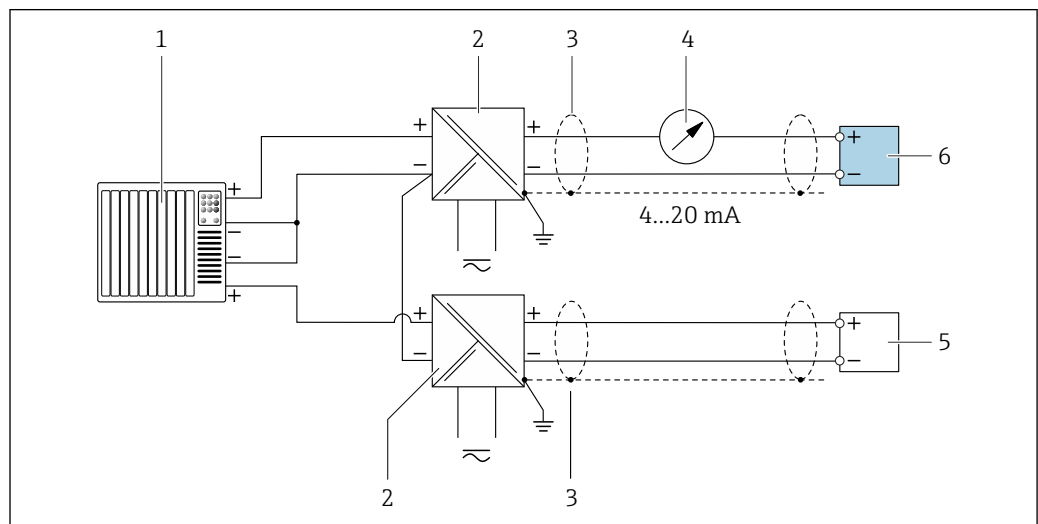 1 2 3 4
+ +
+ − − + − 6
+ − 4...20 mA
−
−
+
+ + + 5
− − −
2 3